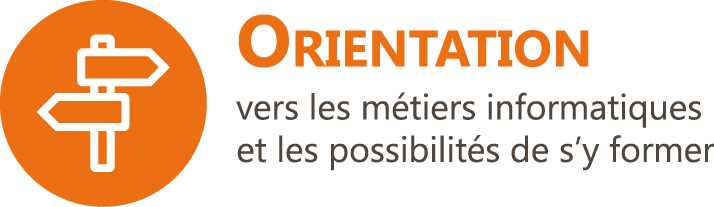 ORIENTATION
vers les métiers informatiques
et les possibilités de s’y former